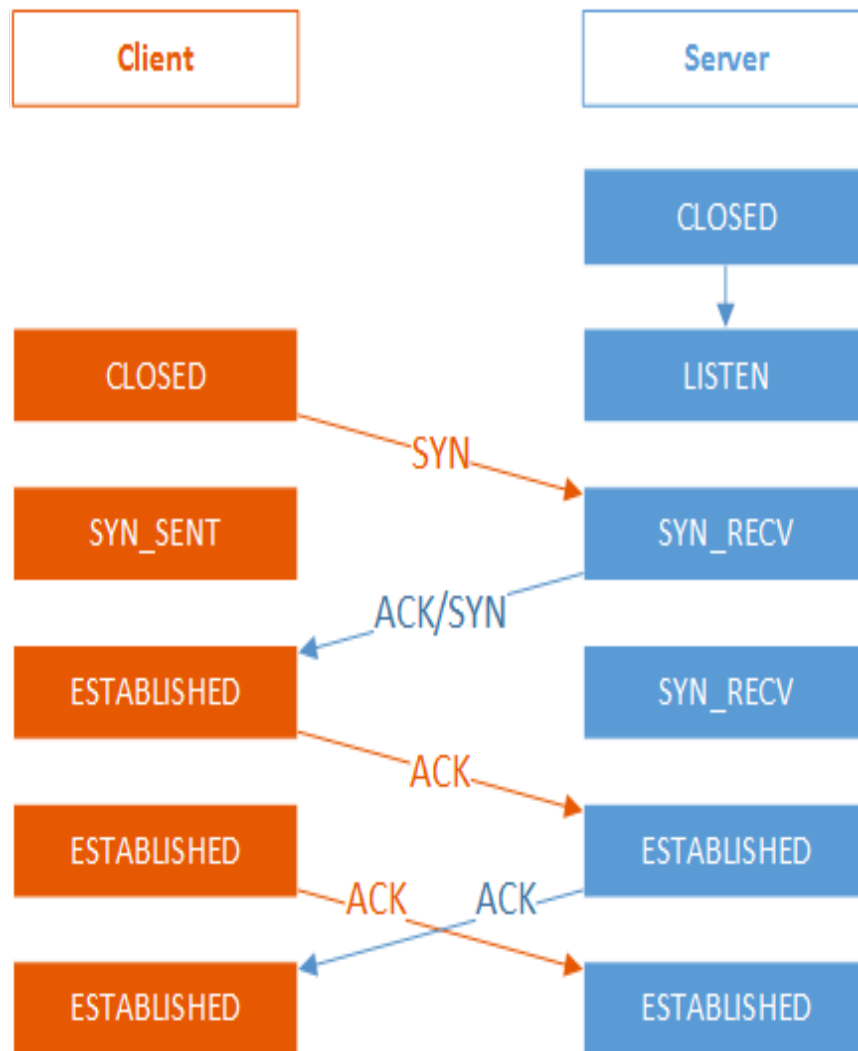 Client
Server
CLOSED
CLOSED
LISTEN
SYN
SYN_SENT
SYN_RECV
ACK/SYN
ESTABLISHED
SYN_RECV
ACK
ESTABLISHED
ESTABLISHED
ACK
ACK
ESTABLISHED
ESTABLISHED